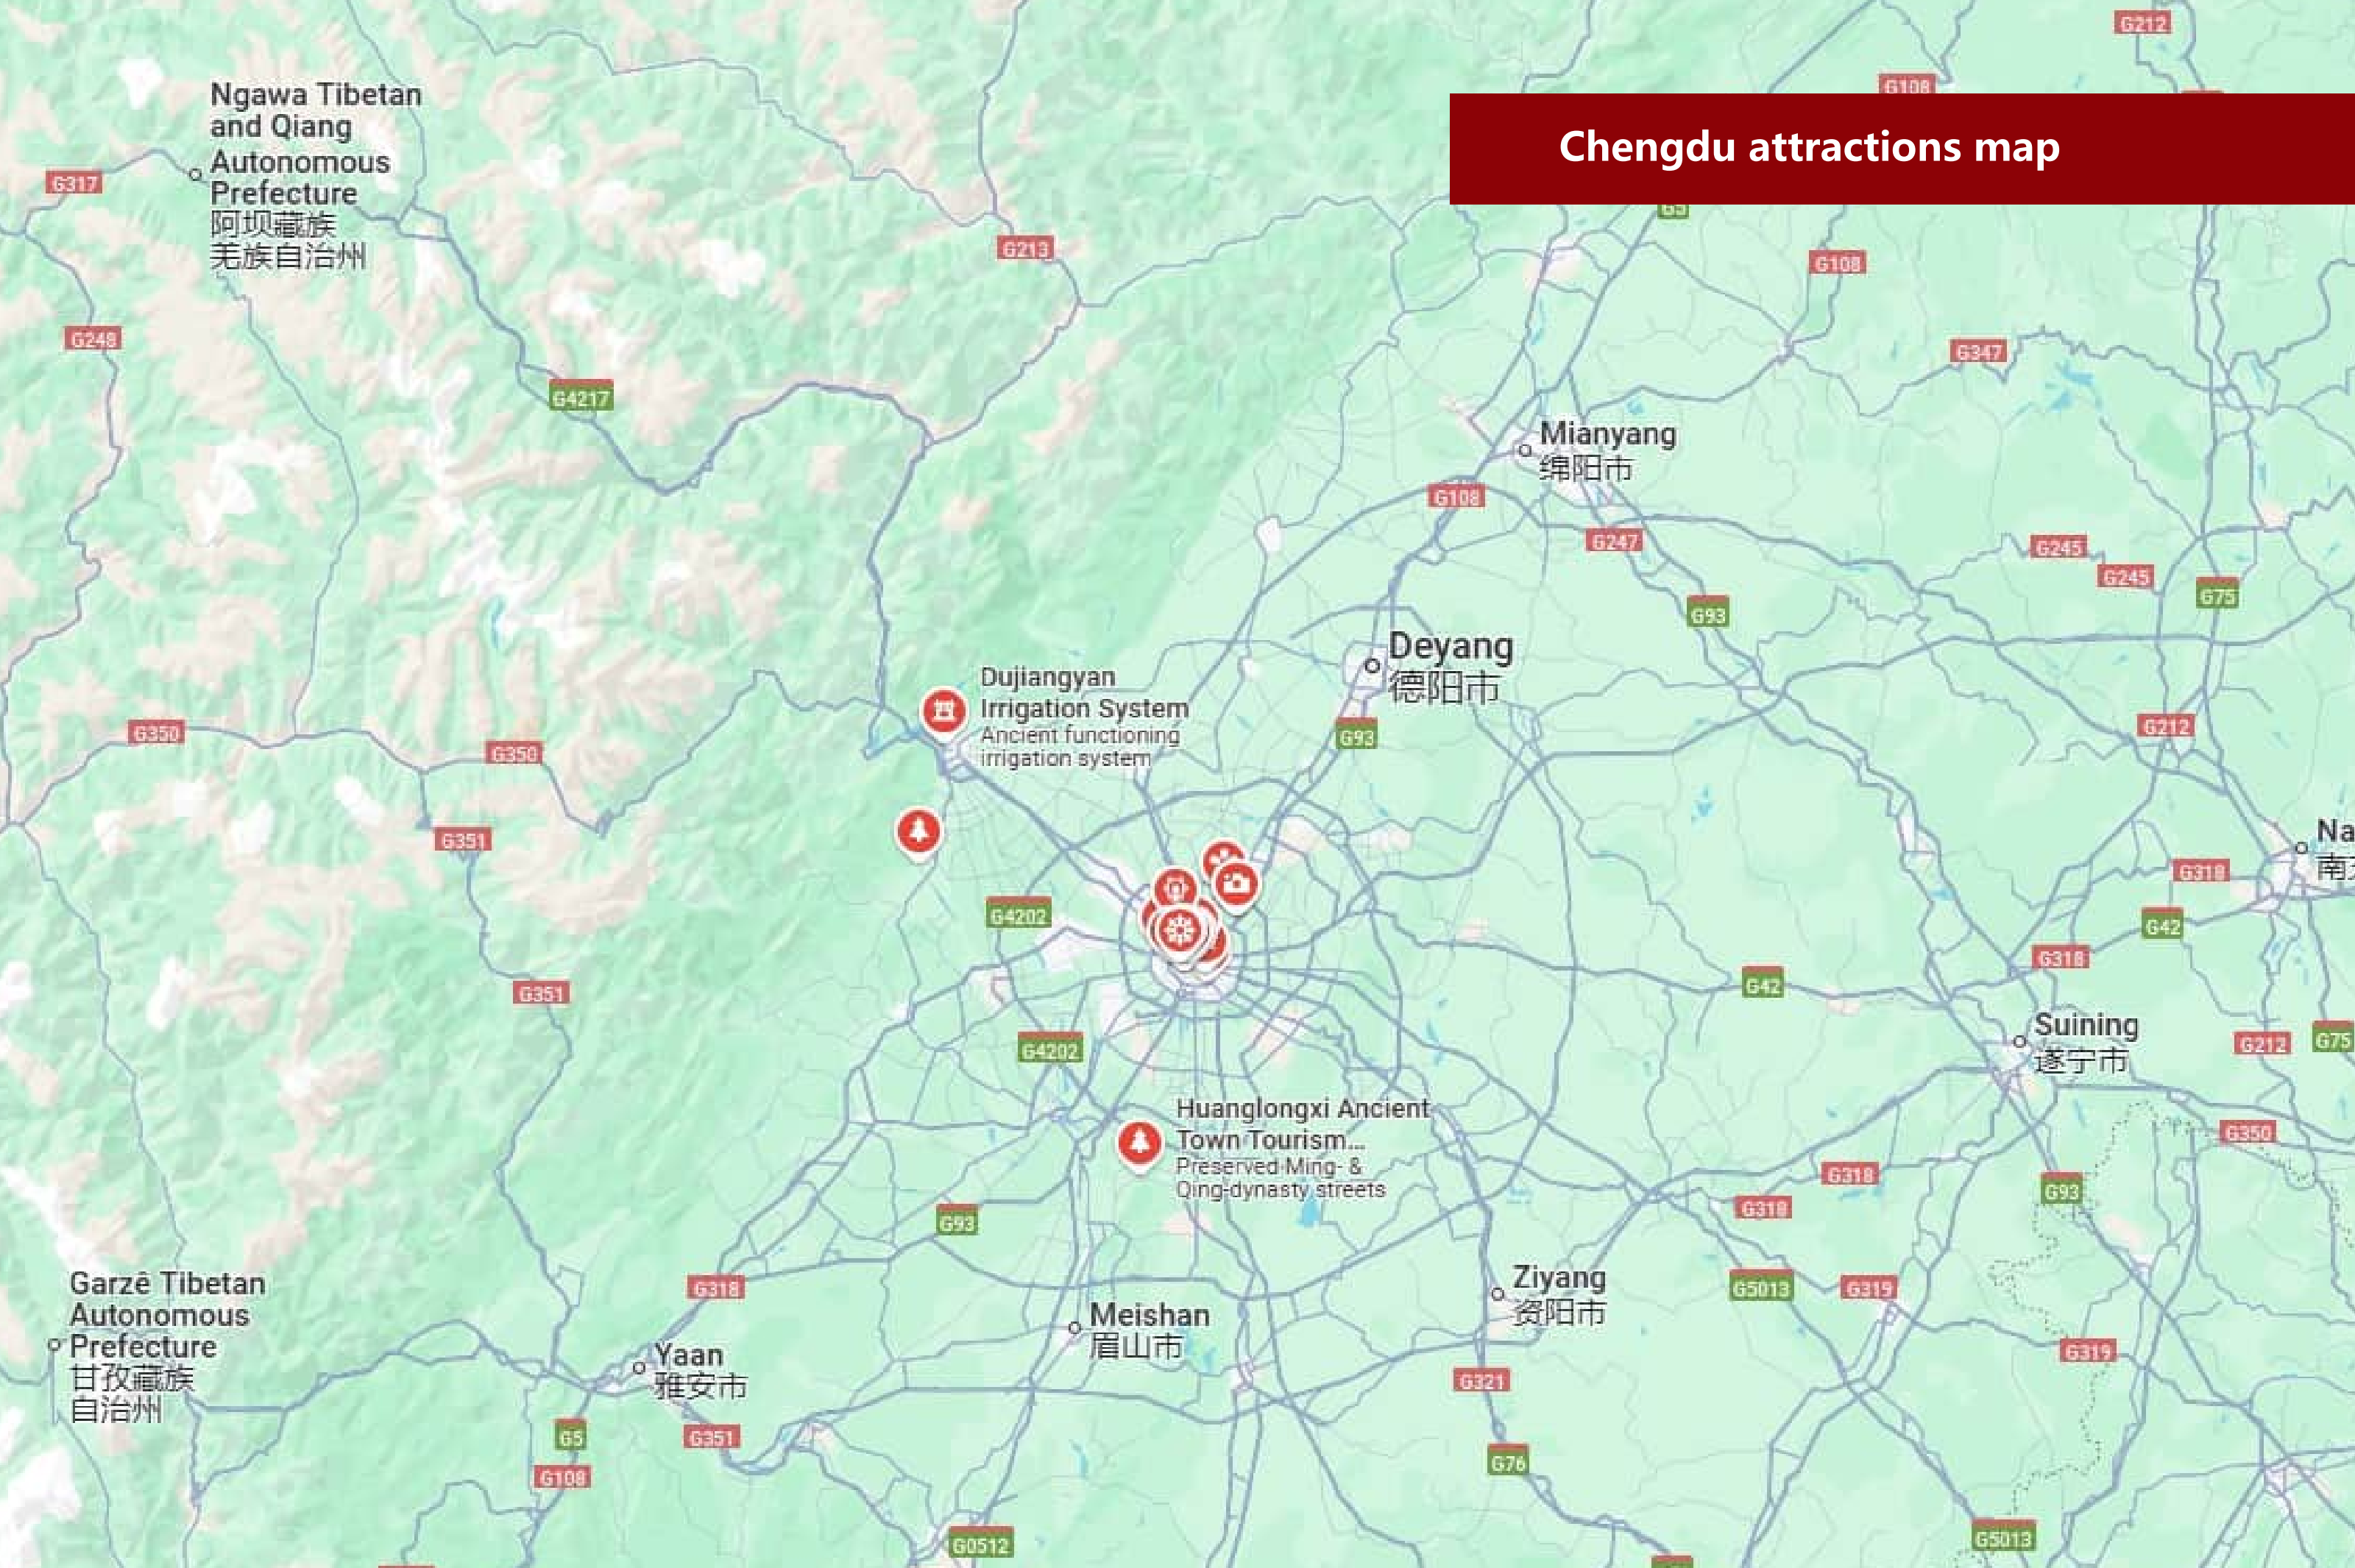 G212
G108
Chengdu attractions map
Ngawa Tibetan
and Qiang
Autonomous
Prefecture
阿坝藏族
羌族自治州
G317
G5
G213
G108
G248
G347
G4217
Mianyang
绵阳市
G108
G247
G245
G245
G75
G93
Deyang
德阳市
Dujiangyan
Irrigation System
Ancient functioning
irrigation system
G350
G350
G93
G212
G351
Na
南
G318
G4202
G42
G318
G351
G42
Suining
遂宁市
G4202
G212
G75
Huanglongxi Ancient
Town Tourism...
Preserved Ming- &
Qing-dynasty streets
G350
G318
G318
G93
G93
Garzê Tibetan
Autonomous
Prefecture
甘孜藏族
自治州
G318
Ziyang
资阳市
G5013
G319
Meishan
眉山市
G319
Yaan
雅安市
G321
G5
G351
G76
G108
G0512
G5013